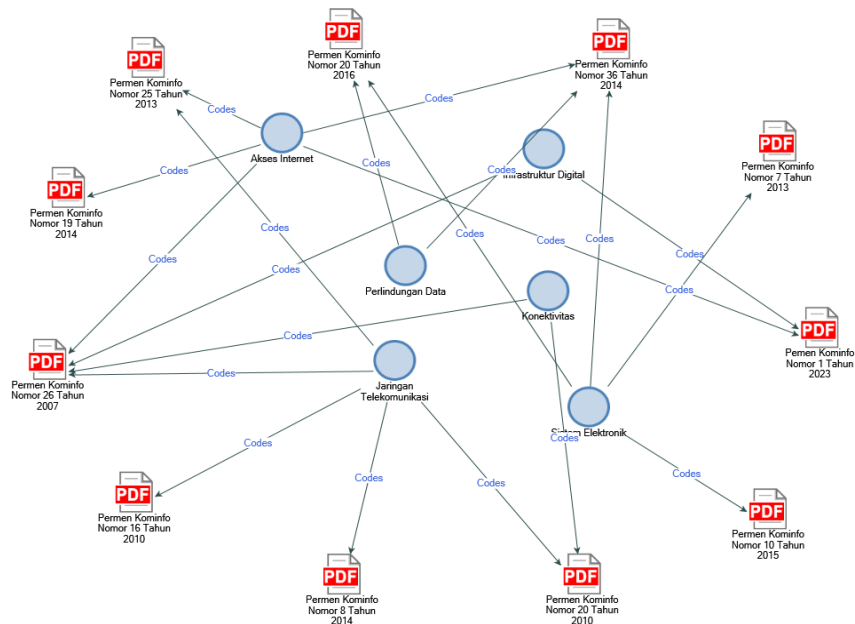 PDF
Permen Kominfo
Nomor 25 Tahun
2013
PDF
Permen Kominfo
Nomor 20 Tahun
2016
PDF
Permen Kominfo
Nomor 36 Tahun
2014
Codes
Codes
Codes
PDF
Permen Kominfo
Nomor 7 Tahun
2013
Akses Internet
Codes
Codes
Infrastruktur Digital
Codes
Codes
PDF
Permen Kominfo
Nomor 19 Tahun
2014
Codes
Codes
Codes
Codes
Codes
Codes
Codes
Codes
Perlindungan Data
Konektivitas
PDF
Permen Kominfo
Nomor 1 Tahun
2023
Codes
PDF
Permen Kominfo
Nomor 26 Tahun
2007
Codes
Jaringan
Telekomunikasi
Sistem Elektronik
Codes
Codes
Codes
Codes
Codes
PDF
Permen Kominfo
Nomor 16 Tahun
2010
PDF
Permen Kominfo
Nomor 10 Tahun
2015
PDF
Permen Kominfo
Nomor 8 Tahun
2014
PDF
Permen Kominfo
Nomor 20 Tahun
2010